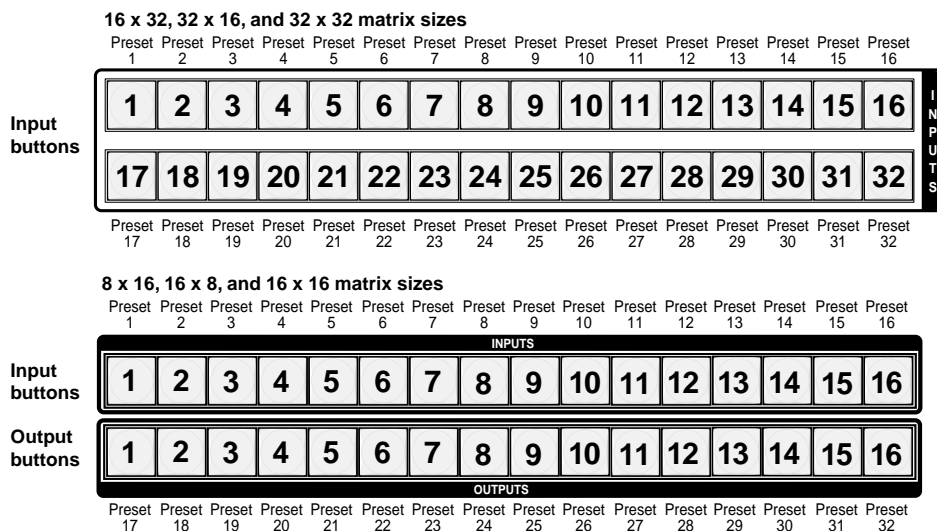 16 x 32, 32 x 16, and 32 x 32 matrix sizes
Preset Preset Preset Preset Preset Preset Preset Preset Preset Preset Preset Preset Preset Preset Preset Preset
1 2 3 4 5 6 7 8 9 10 11 12 13 14 15 16
Input
buttons
1 2 3 4 5 6 7 8 9 10 11 12 13 14 15 16
17 18 19 20 21 22 23 24 25 26 27 28 29 30 31 32
INPUTS
Preset Preset Preset Preset Preset Preset Preset Preset Preset Preset Preset Preset Preset Preset Preset Preset
17 18 19 20 21 22 23 24 25 26 27 28 29 30 31 32
8 x 16, 16 x 8, and 16 x 16 matrix sizes
Preset Preset Preset Preset Preset Preset Preset Preset Preset Preset Preset Preset Preset Preset Preset Preset
1 2 3 4 5 6 7 8 9 10 11 12 13 14 15 16
INPUTS
Input
buttons
1 2 3 4 5 6 7 8 9 10 11 12 13 14 15 16
Output
buttons
1 2 3 4 5 6 7 8 9 10 11 12 13 14 15 16
OUTPUTS
Preset Preset Preset Preset Preset Preset Preset Preset Preset Preset Preset Preset Preset Preset Preset Preset
17 18 19 20 21 22 23 24 25 26 27 28 29 30 31 32